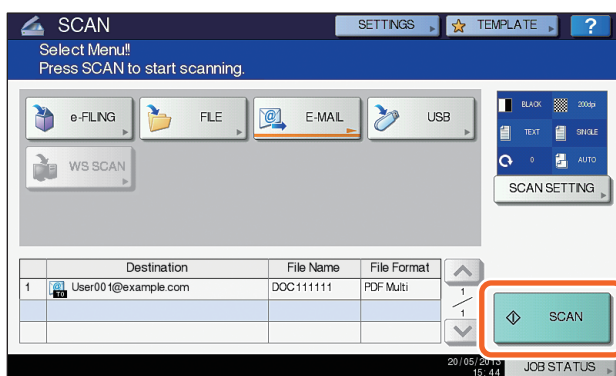 SCAN SETTINGS TEMPLATE ?
Select Menu!!
Press SCAN to start scanning.
e-FILING FILE E-MAIL USB
WS SCAN
BLACK 200dpi
TEXT SINGLE
0 AUTO
SCAN SETTING
Destination File Name File Format
1 TO User001@example.com DOC111111 PDF Multi
1
1
SCAN
20/05/2013
15:44 JOB STATUS